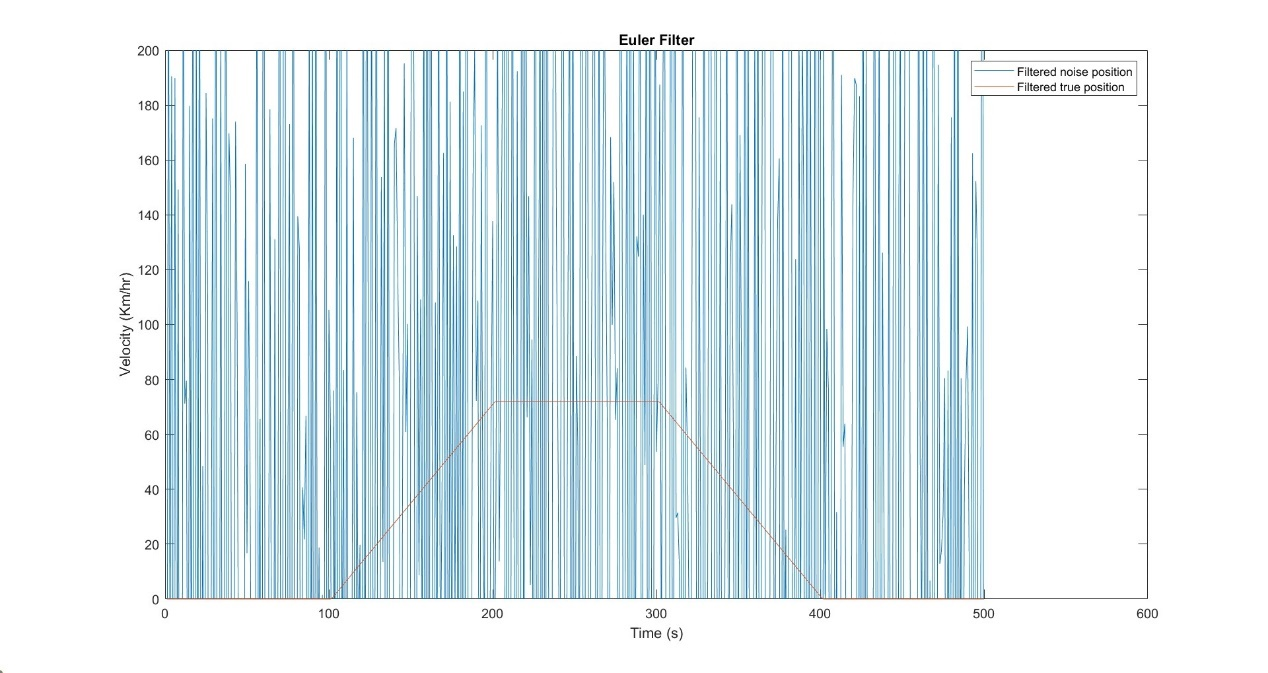 Euler Filter
Filtered noise position
Filtered true position
Velocity (Km/hr)
200
180
160
140
120
100
80
60
40
20
0
0 100 200 300 400 500 600
Time (s)